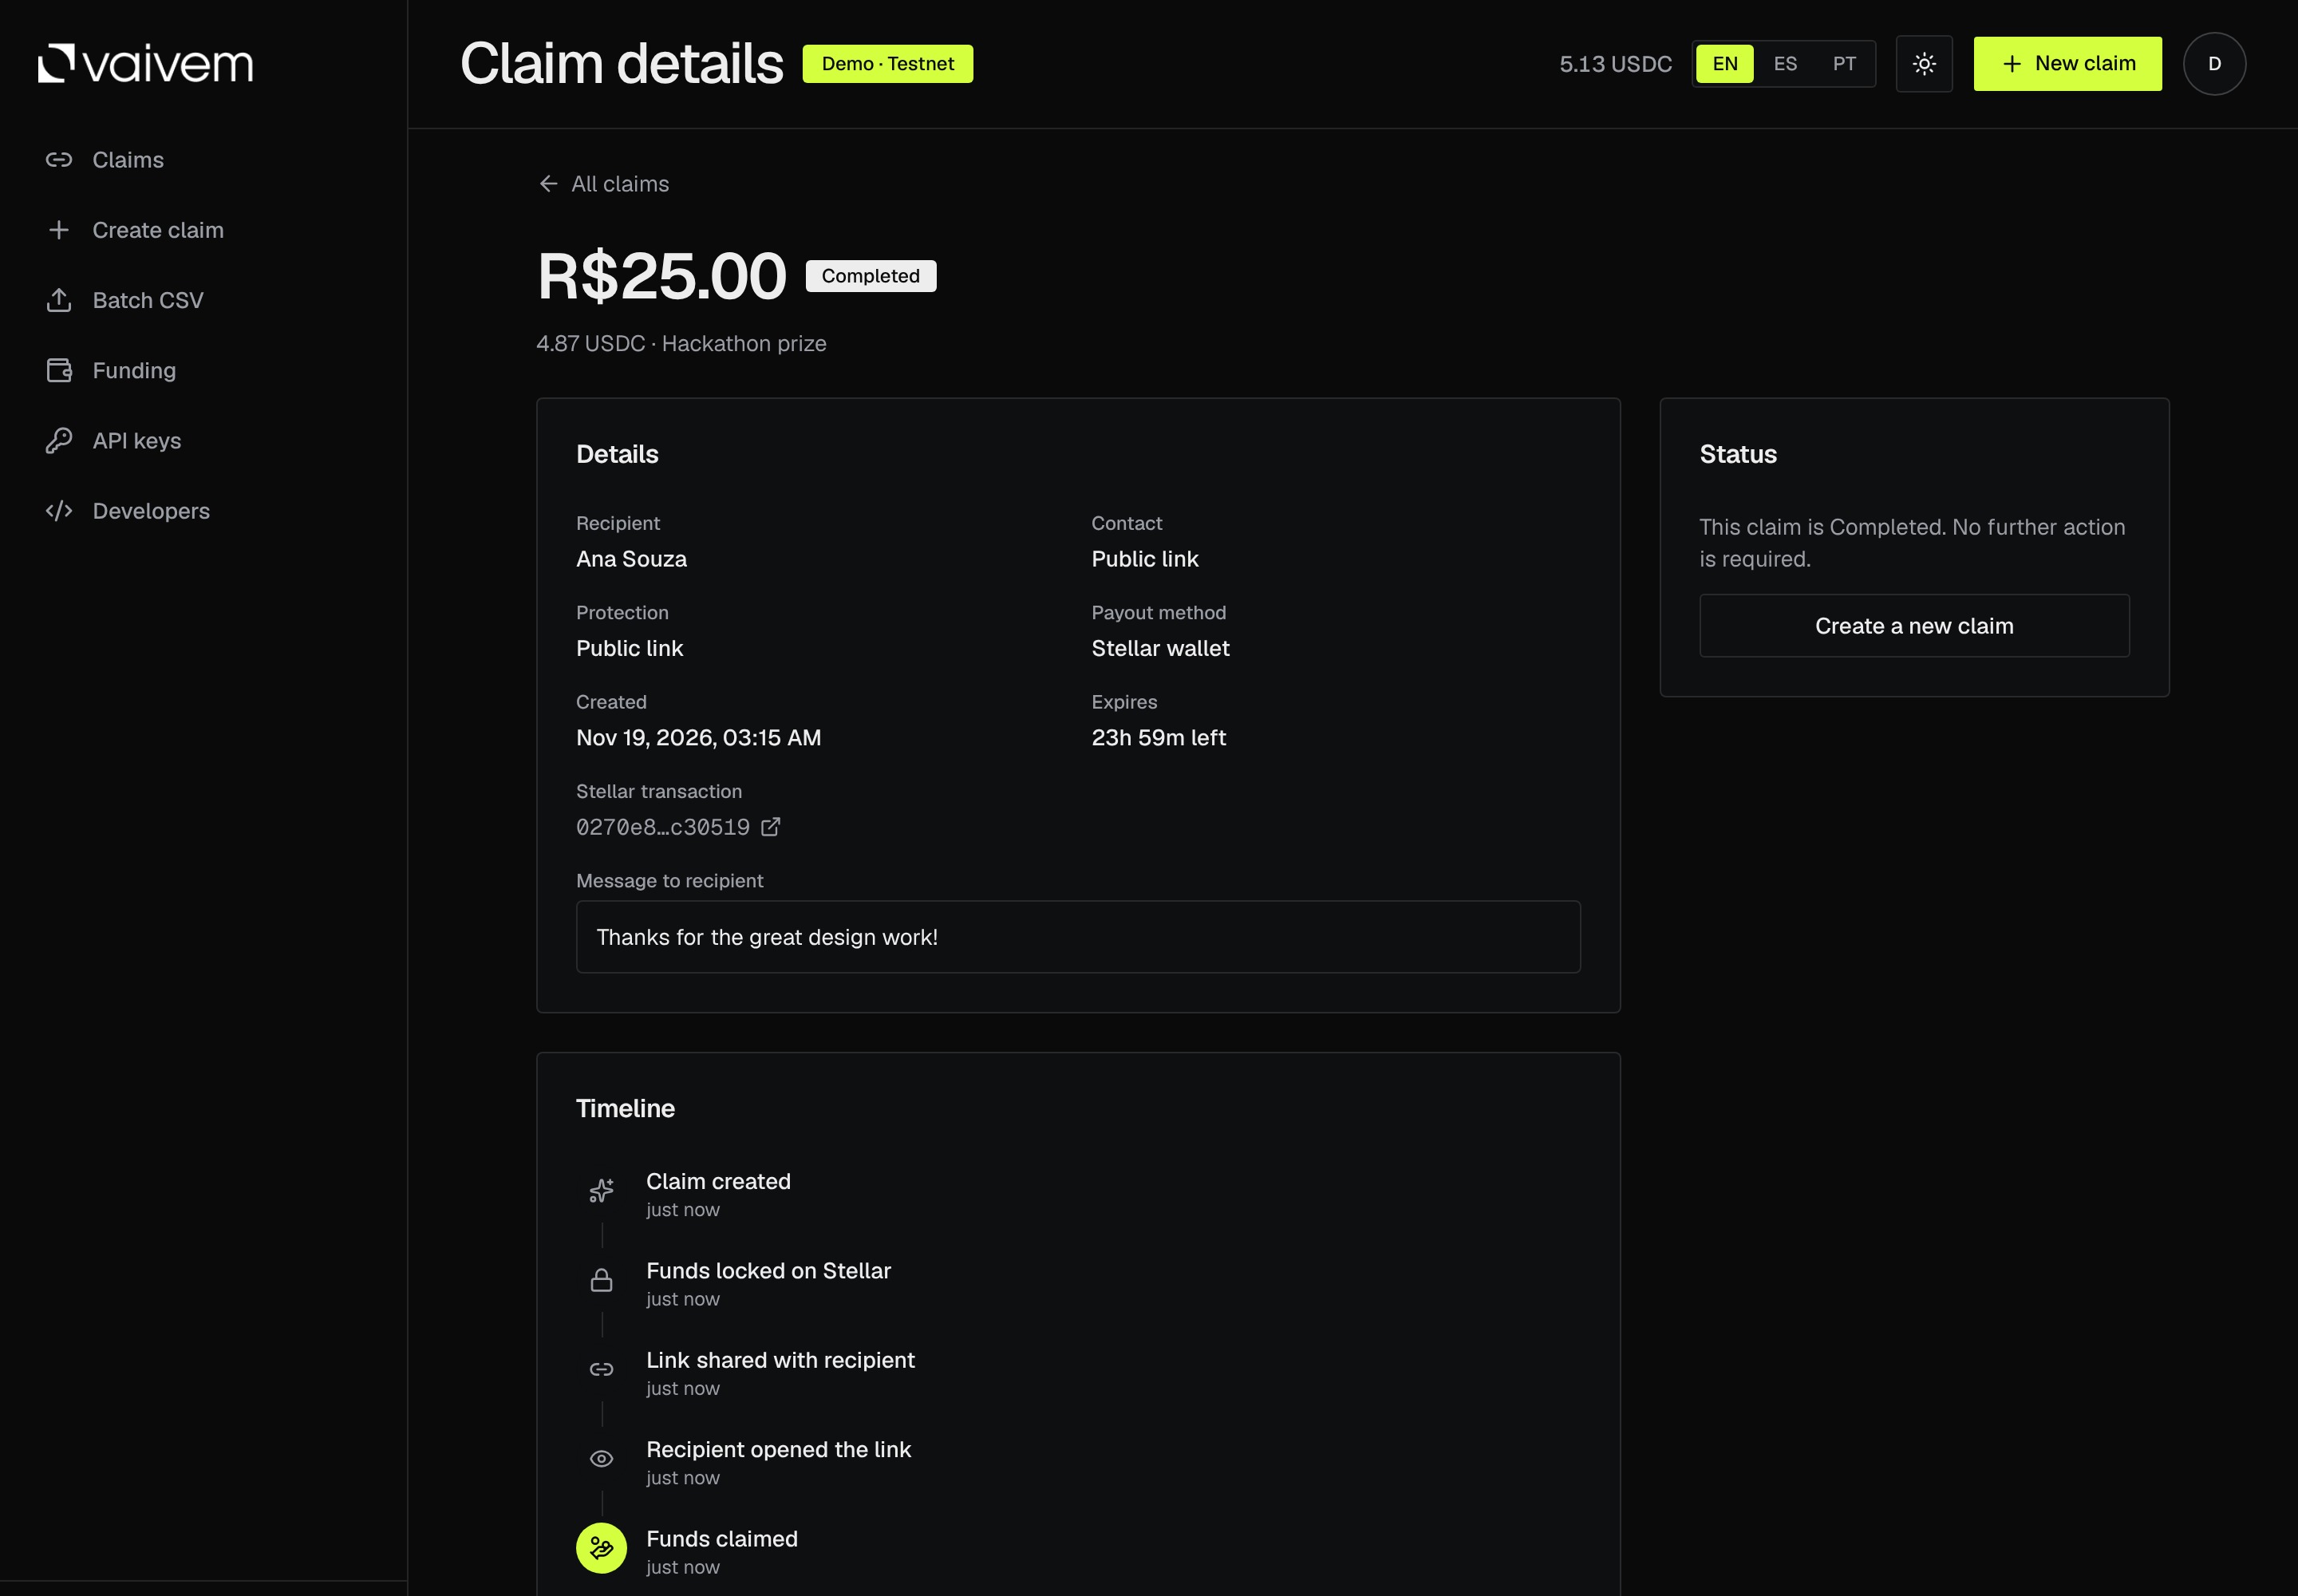 vaivem
Claims
Create claim
Batch CSV
Funding
API keys
Developers
Claim details
Demo · Testnet
5.13 USDC
EN ES PT
New claim
D
All claims
R$25.00
Completed
4.87 USDC · Hackathon prize
Details
Recipient
Ana Souza
Contact
Public link
Protection
Public link
Payout method
Stellar wallet
Created
Nov 19, 2026, 03:15 AM
Expires
23h 59m left
Stellar transaction
0270e8…c30519
Message to recipient
Thanks for the great design work!
Status
This claim is Completed. No further action
is required.
Create a new claim
Timeline
Claim created
just now
Funds locked on Stellar
just now
Link shared with recipient
just now
Recipient opened the link
just now
Funds claimed
just now